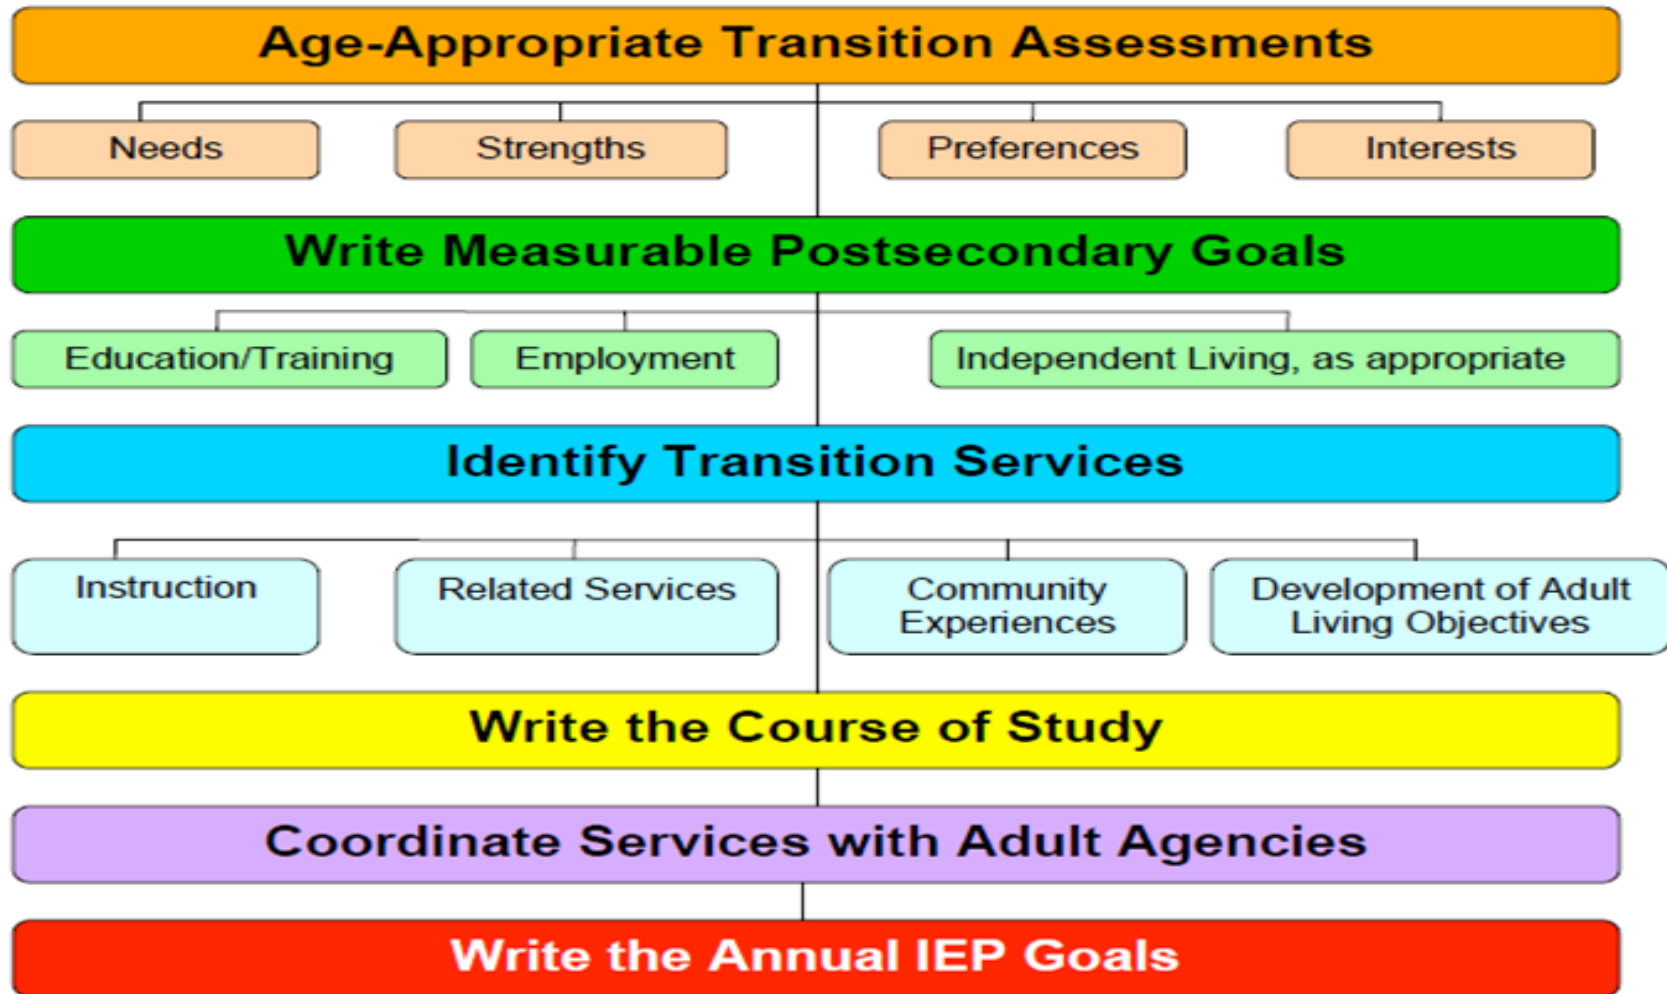 Age-Appropriate Transition Assessments
Needs
Strengths
Preferences
Interests
Write Measurable Postsecondary Goals
Education/Training
Employment
Independent Living, as appropriate
Identify Transition Services
Instruction
Related Services
Community
Experiences
Development of Adult
Living Objectives
Write the Course of Study
Coordinate Services with Adult Agencies
Write the Annual IEP Goals